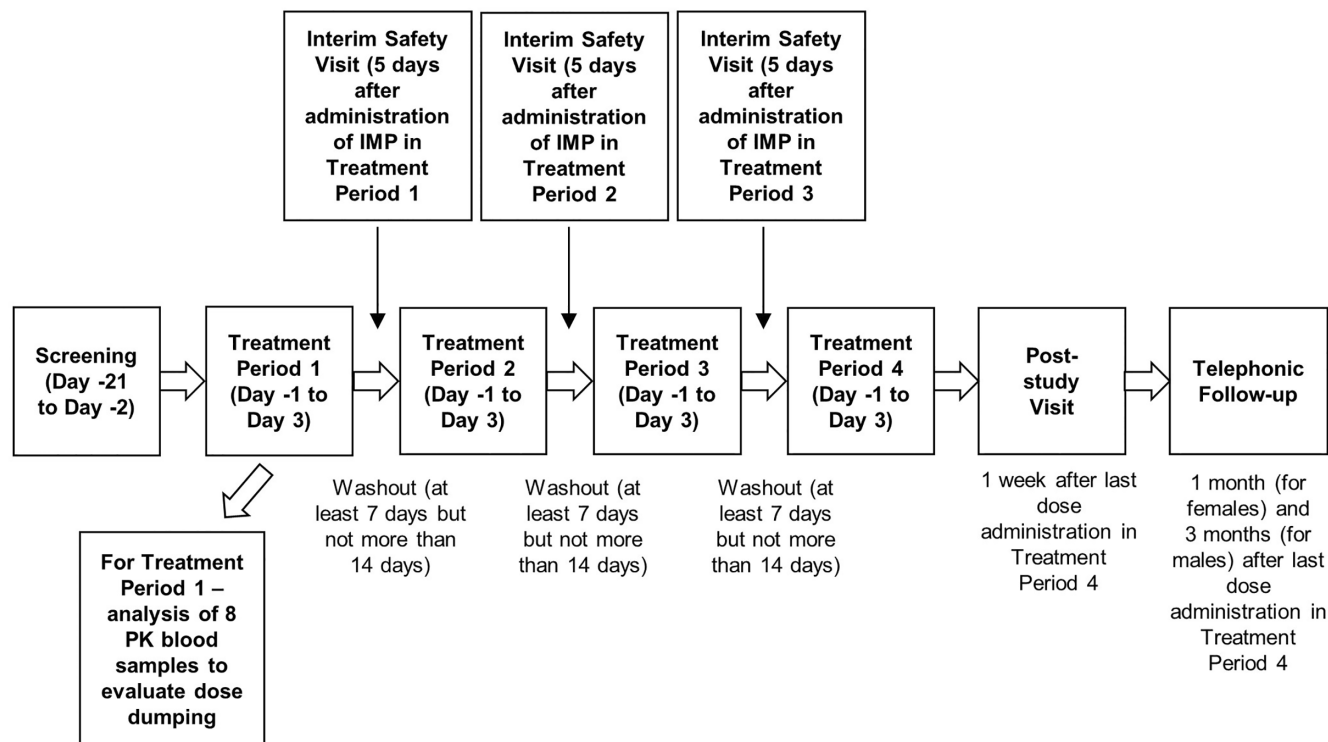 Interim Safety
Visit (5 days
after
administration
of IMP in
Treatment
Period 1
Interim Safety
Visit (5 days
after
administration
of IMP in
Treatment
Period 2
Interim Safety
Visit (5 days
after
administration
of IMP in
Treatment
Period 3
Screening
(Day -21
to Day -2)
Treatment
Period 1
(Day -1 to
Day 3)
Treatment
Period 2
(Day -1 to
Day 3)
Treatment
Period 3
(Day -1 to
Day 3)
Treatment
Period 4
(Day -1 to
Day 3)
Post-
study
Visit
Telephonic
Follow-up
For Treatment
Period 1 –
analysis of 8
PK blood
samples to
evaluate dose
dumping
Washout (at
least 7 days but
not more than
14 days)
Washout (at
least 7 days
but not more
than 14 days)
Washout (at
least 7 days
but not more
than 14 days)
1 week after last
dose
administration in
Treatment
Period 4
1 month (for
females) and
3 months (for
males) after last
dose
administration in
Treatment
Period 4